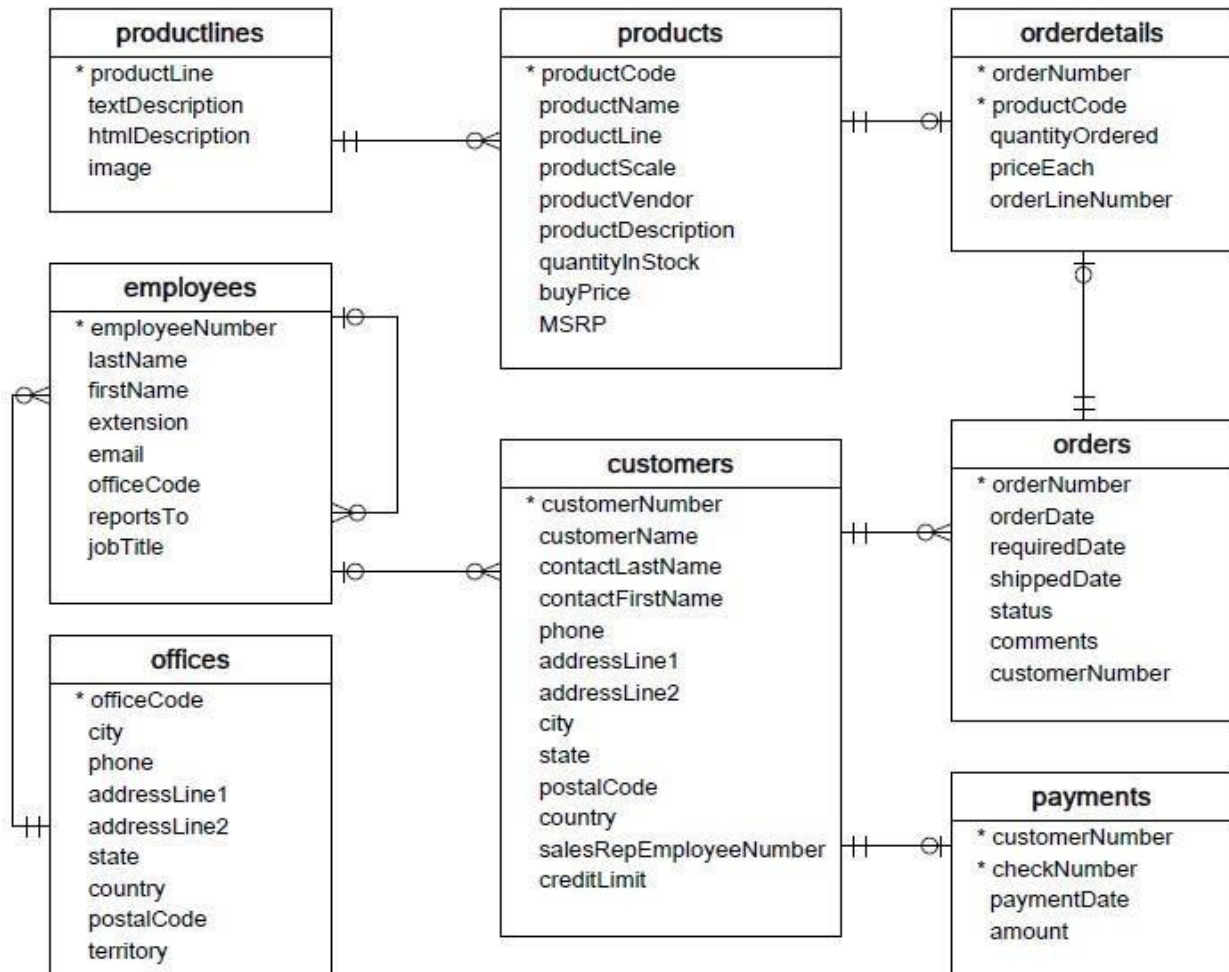 productlines
* productLine
textDescription
htmlDescription
image
products
* productCode
productName
productLine
productScale
productVendor
productDescription
quantityInStock
buyPrice
MSRP
orderdetails
* orderNumber
* productCode
quantityOrdered
priceEach
orderLineNumber
employees
* employeeNumber
lastName
firstName
extension
email
officeCode
reportsTo
jobTitle
customers
* customerNumber
customerName
contactLastName
contactFirstName
phone
addressLine1
addressLine2
city
state
postalCode
country
salesRepEmployeeNumber
creditLimit
orders
* orderNumber
orderDate
requiredDate
shippedDate
status
comments
customerNumber
offices
* officeCode
city
phone
addressLine1
addressLine2
state
country
postalCode
territory
payments
* customerNumber
* checkNumber
paymentDate
amount